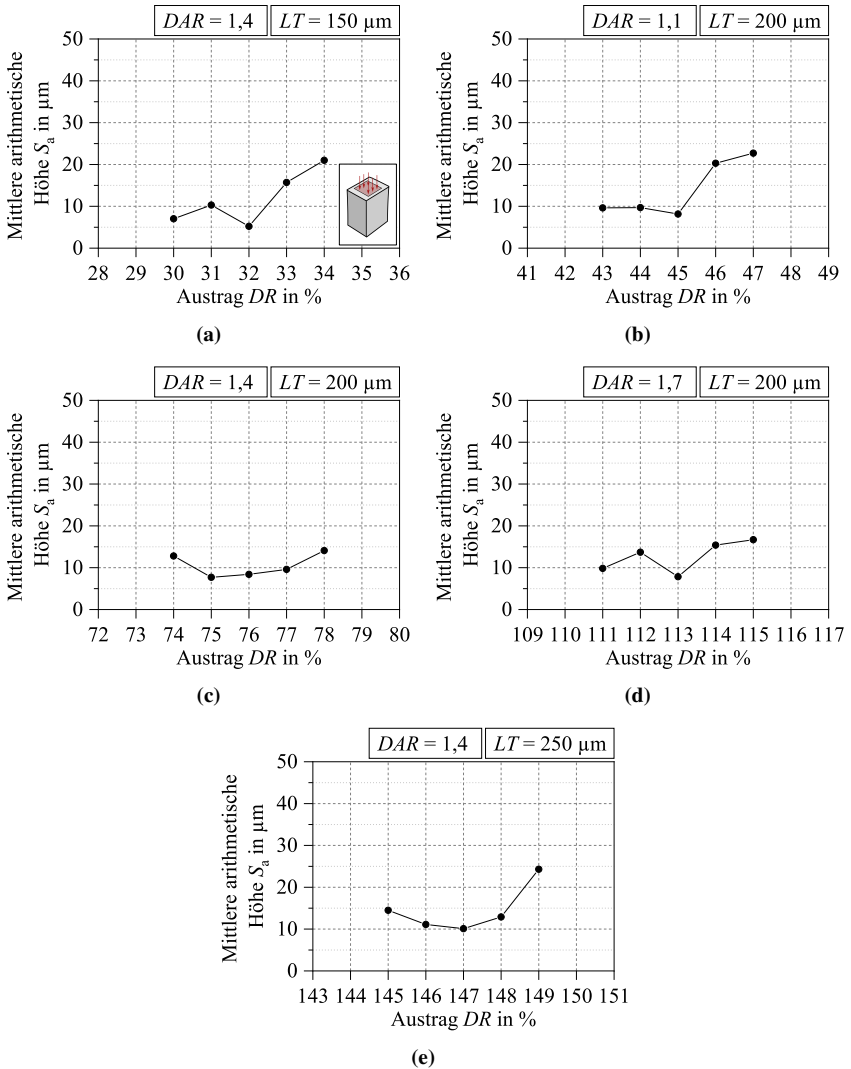 DAR = 1,4 LT = 150 µm
50
40
30
20
10
0
Mittlere arithmetische
Höhe Sa in µm
28 29 30 31 32 33 34 35 36
Austrag DR in %
(a)
DAR = 1,1 LT = 200 µm
50
40
30
20
10
0
Mittlere arithmetische
Höhe Sa in µm
41 42 43 44 45 46 47 48 49
Austrag DR in %
(b)
DAR = 1,4 LT = 200 µm
50
40
30
20
10
0
Mittlere arithmetische
Höhe Sa in µm
72 73 74 75 76 77 78 79 80
Austrag DR in %
(c)
DAR = 1,7 LT = 200 µm
50
40
30
20
10
0
Mittlere arithmetische
Höhe Sa in µm
109 110 111 112 113 114 115 116 117
Austrag DR in %
(d)
DAR = 1,4 LT = 250 µm
50
40
30
20
10
0
Mittlere arithmetische
Höhe Sa in µm
143 144 145 146 147 148 149 150 151
Austrag DR in %
(e)